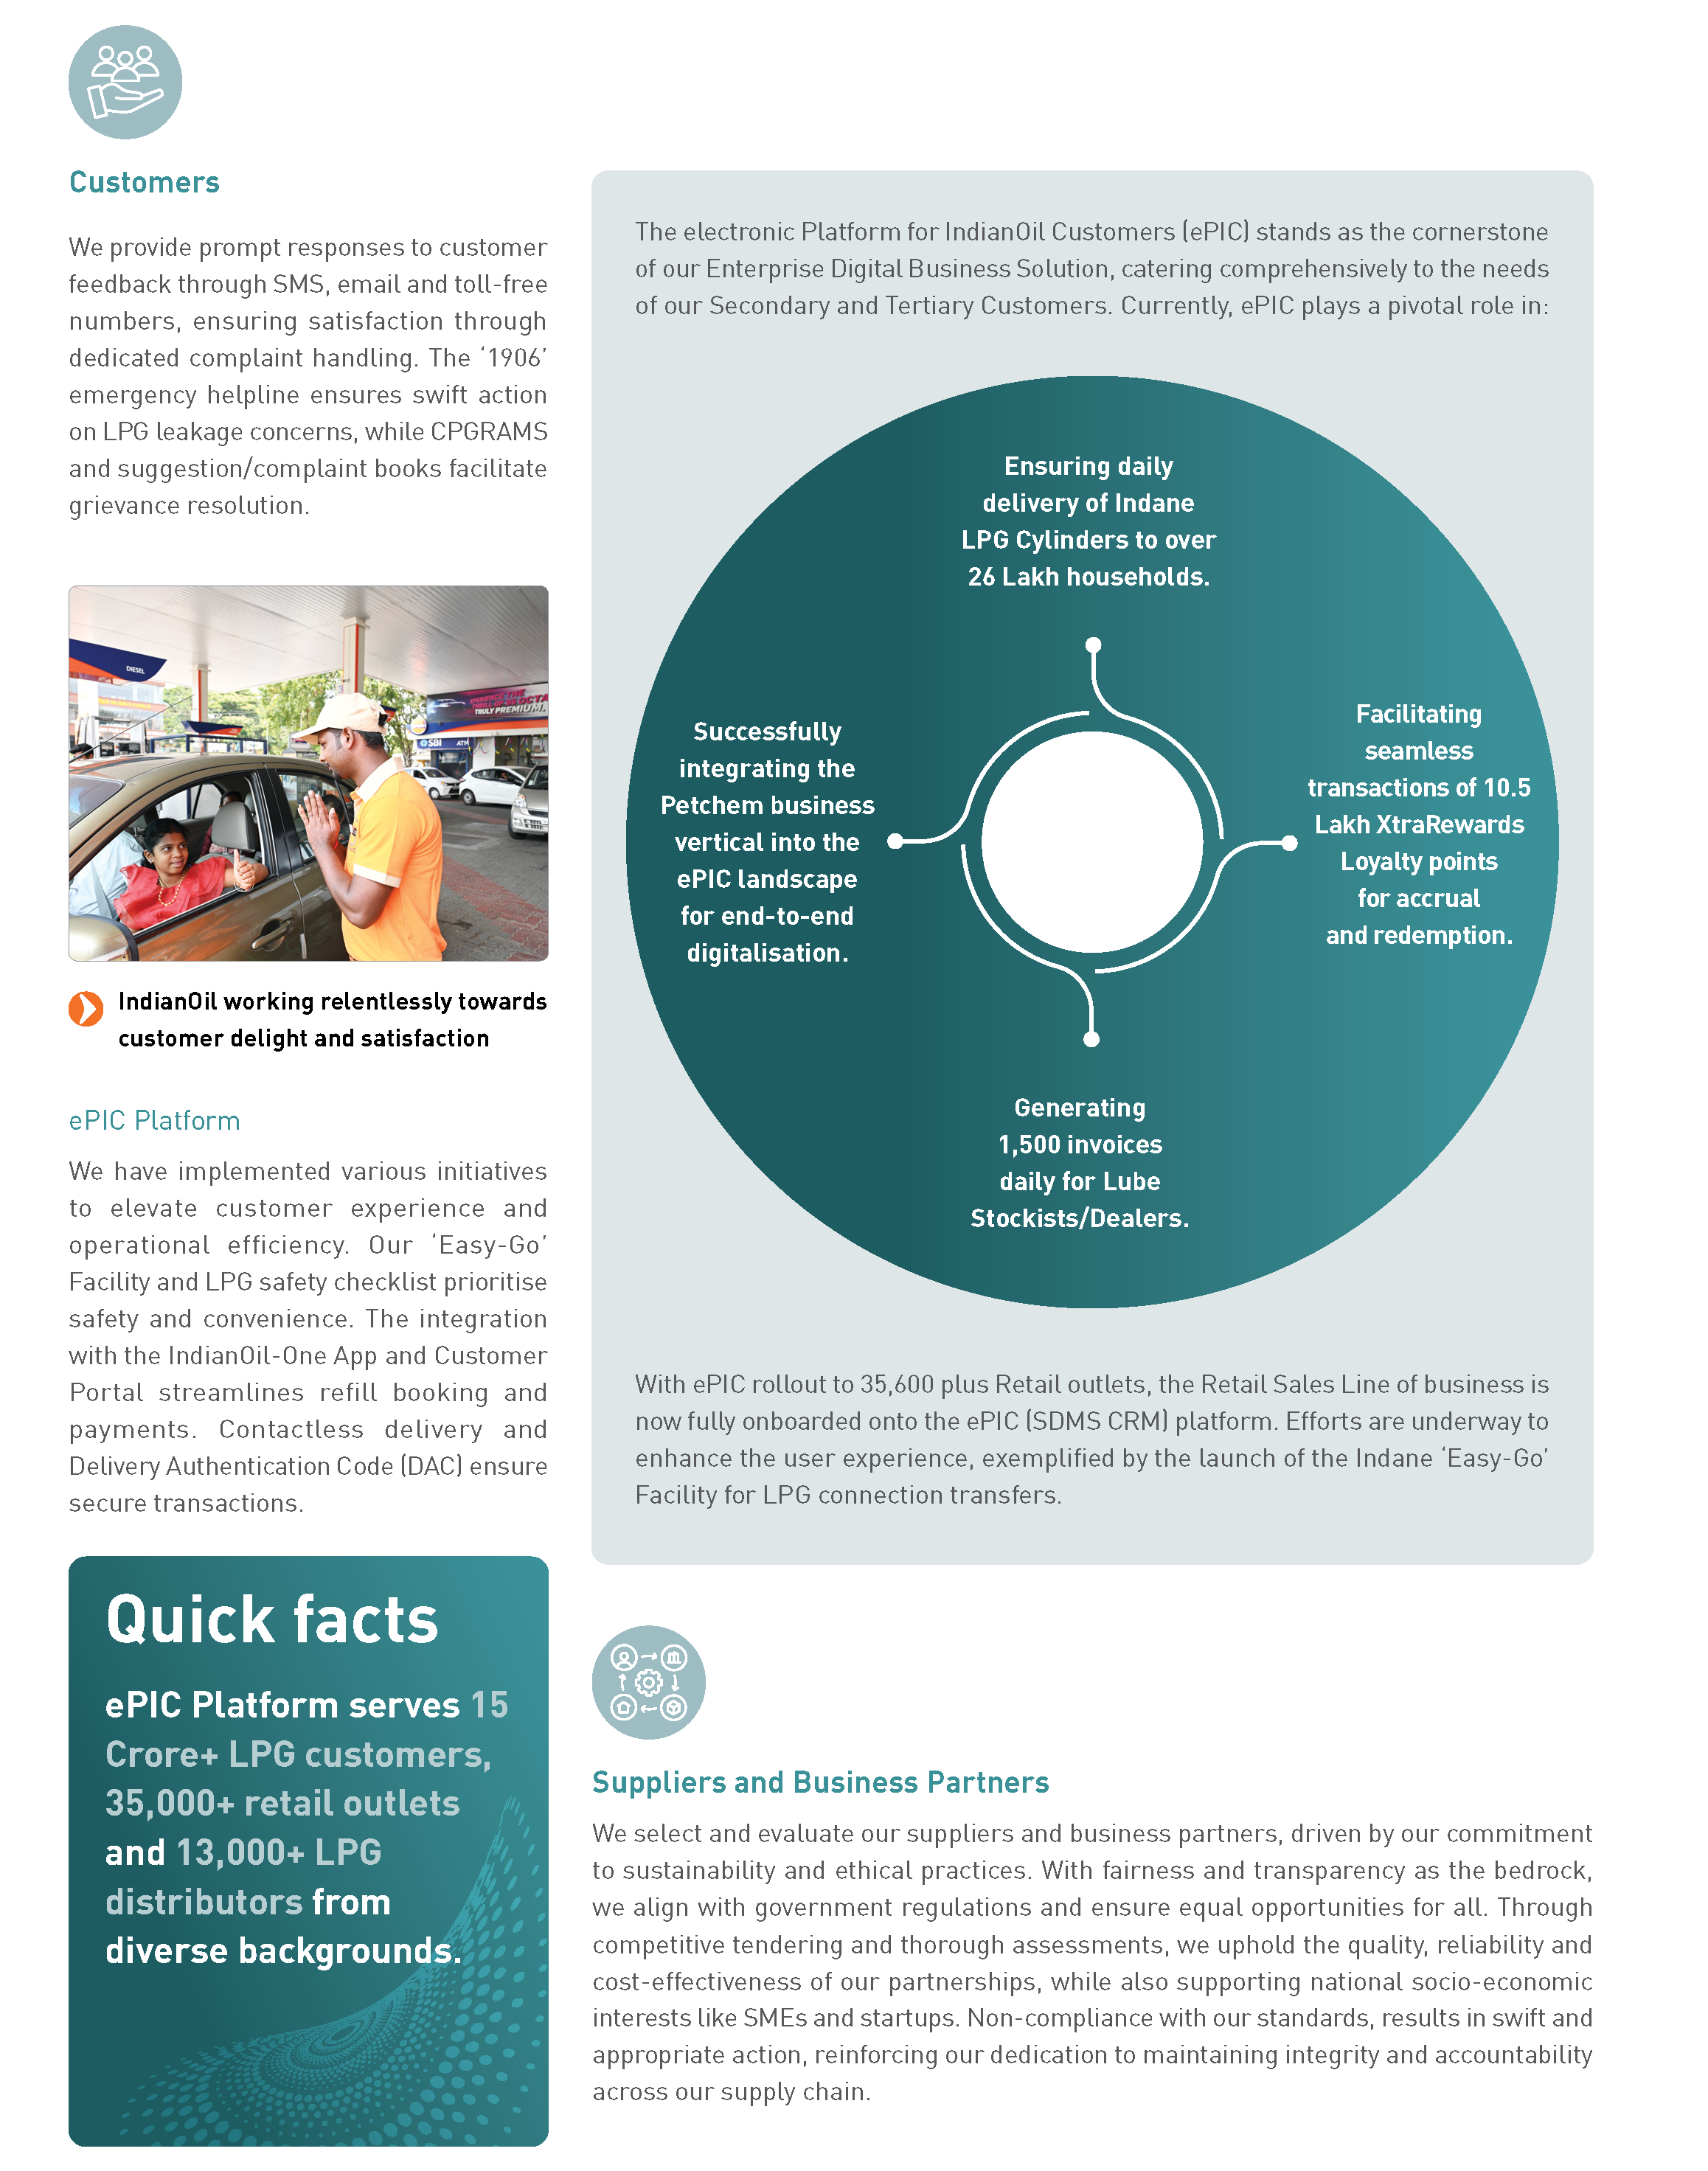 Customers
We provide prompt responses to customer
feedback through SMS, email and toll-free
numbers, ensuring satisfaction through
dedicated complaint handling. The ‘1906’
emergency helpline ensures swift action
on LPG leakage concerns, while CPGRAMS
and suggestion/complaint books facilitate
grievance resolution.
DIESEL
EXPERIENCE THE
TRULY PREMIUM.
SBI ATM
IndianOil working relentlessly towards
customer delight and satisfaction
ePIC Platform
We have implemented various initiatives
to elevate customer experience and
operational efficiency. Our ‘Easy-Go’
Facility and LPG safety checklist prioritise
safety and convenience. The integration
with the IndianOil-One App and Customer
Portal streamlines refill booking and
payments. Contactless delivery and
Delivery Authentication Code (DAC) ensure
secure transactions.
Quick facts
ePIC Platform serves 15
Crore+ LPG customers,
35,000+ retail outlets
and 13,000+ LPG
distributors from
diverse backgrounds.
The electronic Platform for IndianOil Customers (ePIC) stands as the cornerstone
of our Enterprise Digital Business Solution, catering comprehensively to the needs
of our Secondary and Tertiary Customers. Currently, ePIC plays a pivotal role in:
Ensuring daily
delivery of Indane
LPG Cylinders to over
26 Lakh households.
Successfully
integrating the
Petchem business
vertical into the
ePIC landscape
for end-to-end
digitalisation.
Facilitating
seamless
transactions of 10.5
Lakh XtraRewards
Loyalty points
for accrual
and redemption.
Generating
1,500 invoices
daily for Lube
Stockists/Dealers.
With ePIC rollout to 35,600 plus Retail outlets, the Retail Sales Line of business is
now fully onboarded onto the ePIC (SDMS CRM) platform. Efforts are underway to
enhance the user experience, exemplified by the launch of the Indane ‘Easy-Go’
Facility for LPG connection transfers.
Suppliers and Business Partners
We select and evaluate our suppliers and business partners, driven by our commitment
to sustainability and ethical practices. With fairness and transparency as the bedrock,
we align with government regulations and ensure equal opportunities for all. Through
competitive tendering and thorough assessments, we uphold the quality, reliability and
cost-effectiveness of our partnerships, while also supporting national socio-economic
interests like SMEs and startups. Non-compliance with our standards, results in swift and
appropriate action, reinforcing our dedication to maintaining integrity and accountability
across our supply chain.